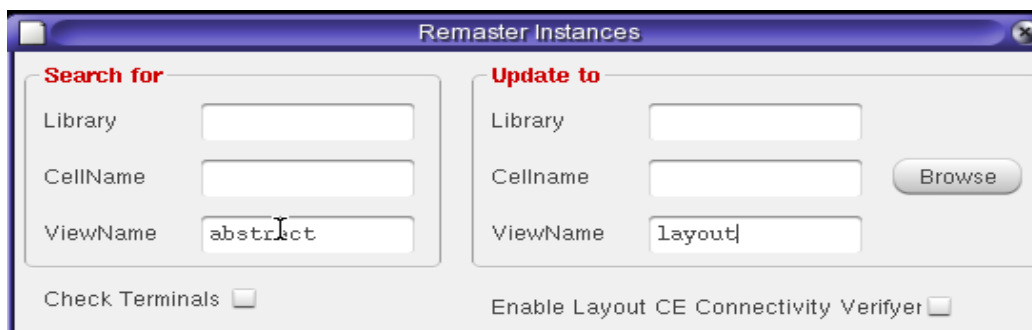 Remaster Instances
Search for
Library
CellName
ViewName abstract
Check Terminals
Update to
Library
Cellname
Browse
ViewName layout
Enable Layout CE Connectivity Verifyer